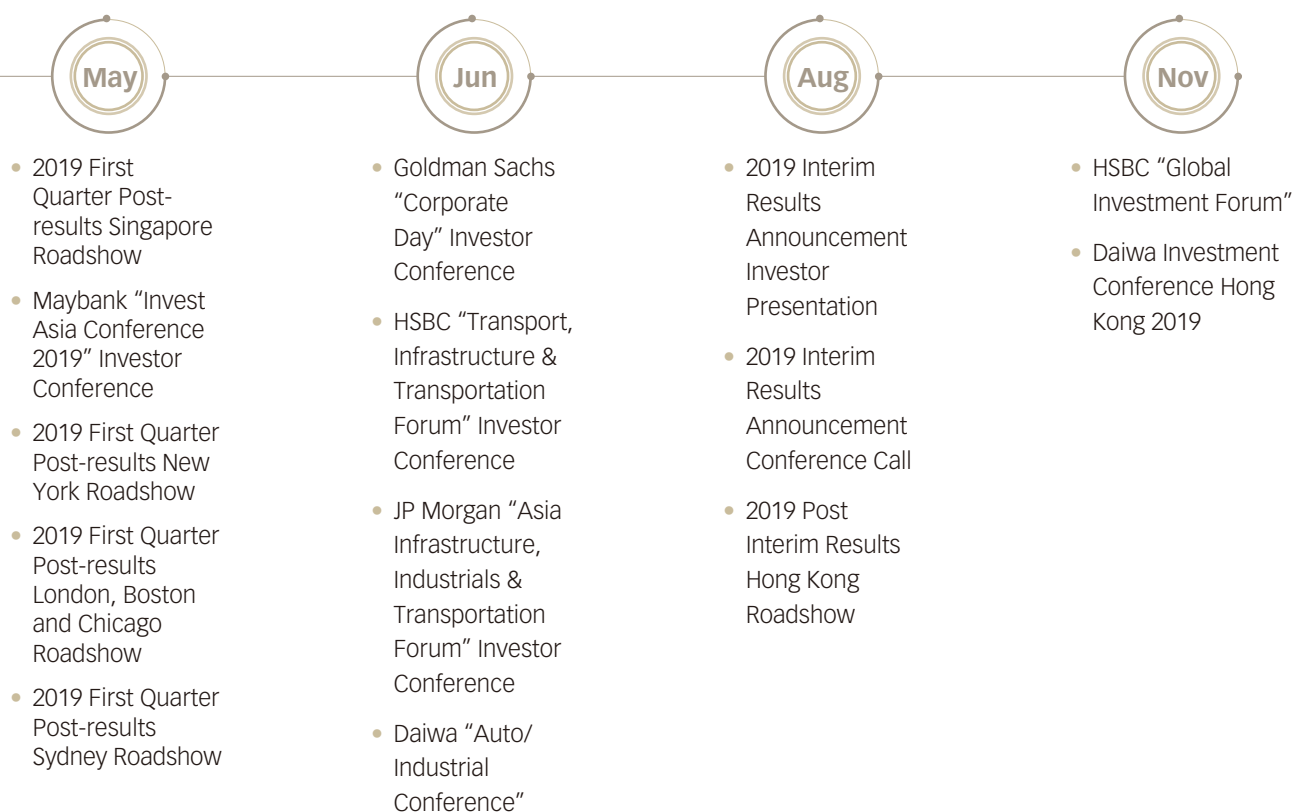 May
• 2019 First
Quarter Post-
results Singapore
Roadshow
• Maybank “Invest
Asia Conference
2019” Investor
Conference
• 2019 First Quarter
Post-results New
York Roadshow
• 2019 First Quarter
Post-results
London, Boston
and Chicago
Roadshow
• 2019 First Quarter
Post-results
Sydney Roadshow
Jun
• Goldman Sachs
“Corporate
Day” Investor
Conference
• HSBC “Transport,
Infrastructure &
Transportation
Forum” Investor
Conference
• JP Morgan “Asia
Infrastructure,
Industrials &
Transportation
Forum” Investor
Conference
• Daiwa “Auto/
Industrial
Conference”
Aug
• 2019 Interim
Results
Announcement
Investor
Presentation
• 2019 Interim
Results
Announcement
Conference Call
• 2019 Post
Interim Results
Hong Kong
Roadshow
Nov
• HSBC “Global
Investment Forum”
• Daiwa Investment
Conference Hong
Kong 2019